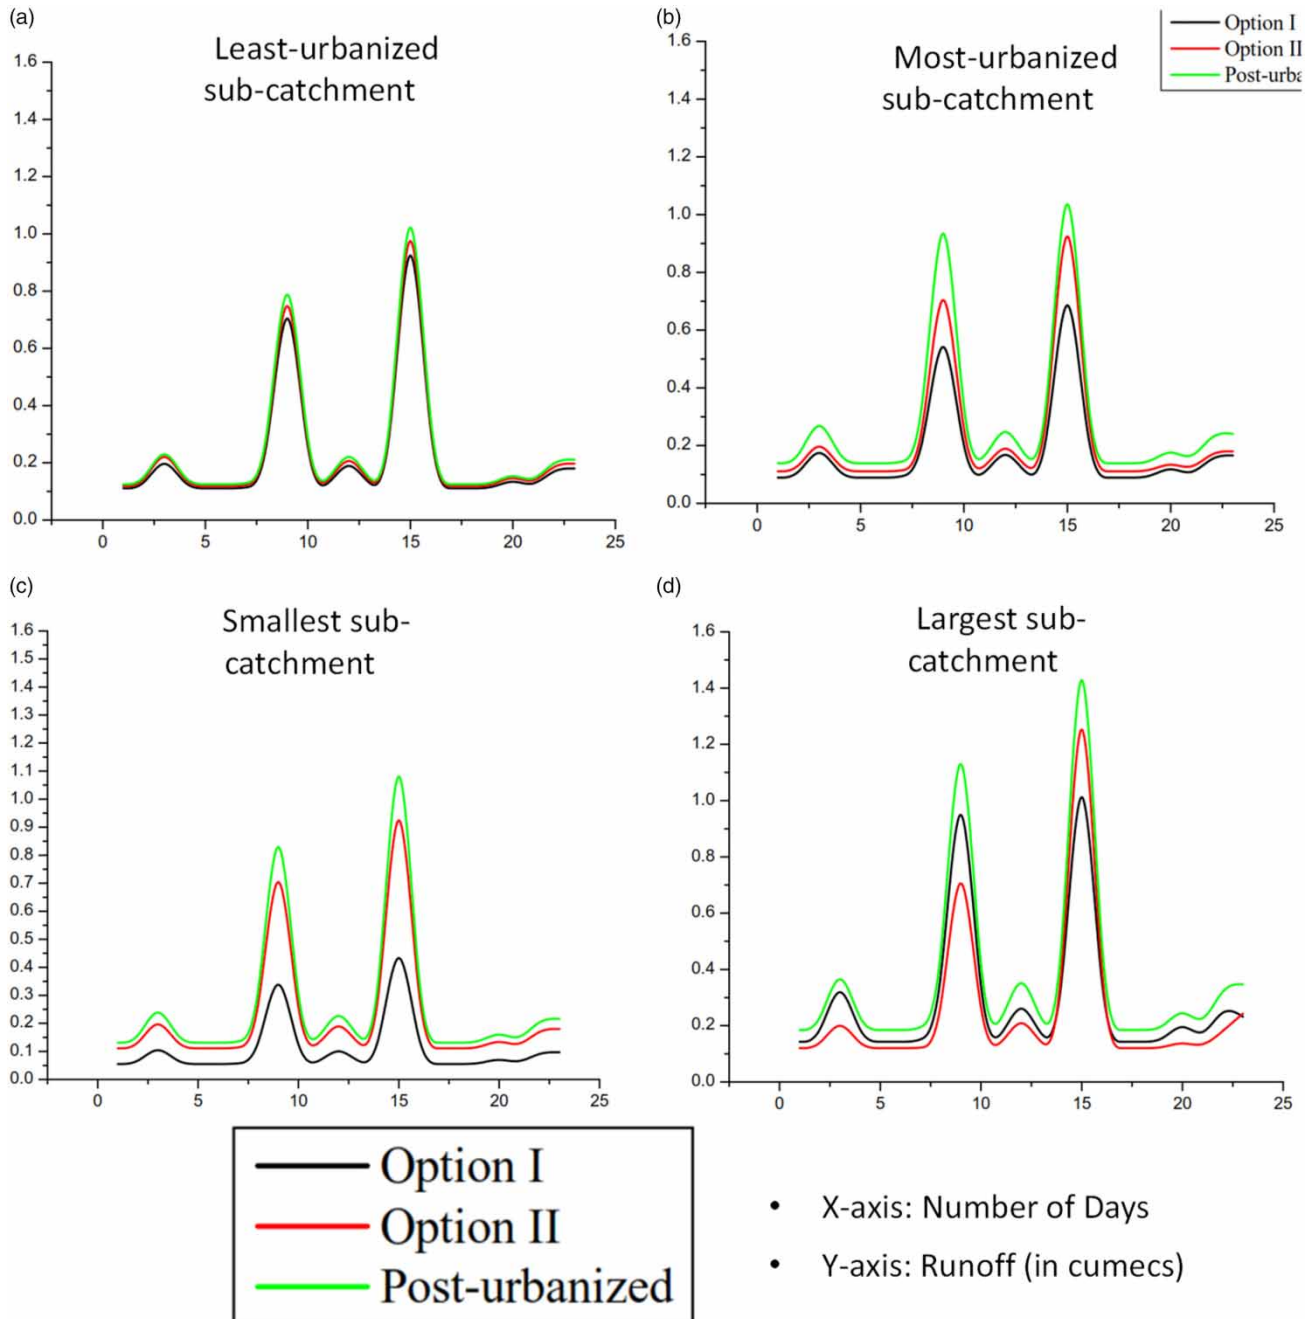 (a)
Least-urbanized
sub-catchment
1.6
1.4
1.2
1.0
0.8
0.6
0.4
0.2
0.0
0 5 10 15 20 25
(b)
Most-urbanized
sub-catchment
Option I
Option II
Post-urba
1.6
1.4
1.2
1.0
0.8
0.6
0.4
0.2
0.0
0 5 10 15 20 25
(c)
Smallest sub-
catchment
1.6
1.5
1.4
1.3
1.2
1.1
1.0
0.9
0.8
0.7
0.6
0.5
0.4
0.3
0.2
0.1
0.0
0 5 10 15 20 25
(d)
Largest sub-
catchment
1.6
1.4
1.2
1.0
0.8
0.6
0.4
0.2
0.0
0 5 10 15 20 25
Option I
Option II
Post-urbanized
• X-axis: Number of Days
• Y-axis: Runoff (in cumecs)